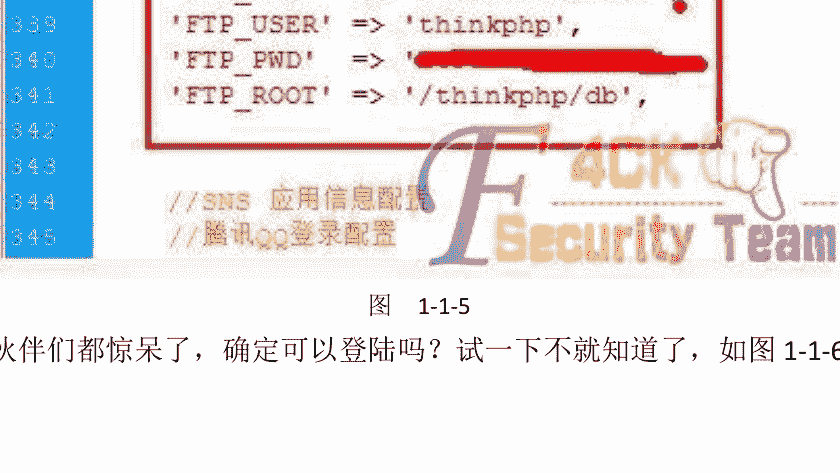 339 'FTP_USER' => 'thinkphp',
340 'FTP_PWD' => '
341 'FTP_ROOT' => '/thinkphp/db',
342
343
344 //SNS 应用信息配置
345 //腾讯QQ登录配置
F4CK
Security Team
图 1-1-5
伙伴们都惊呆了，确定可以登陆吗？试一下不就知道了，如图 1-1-6